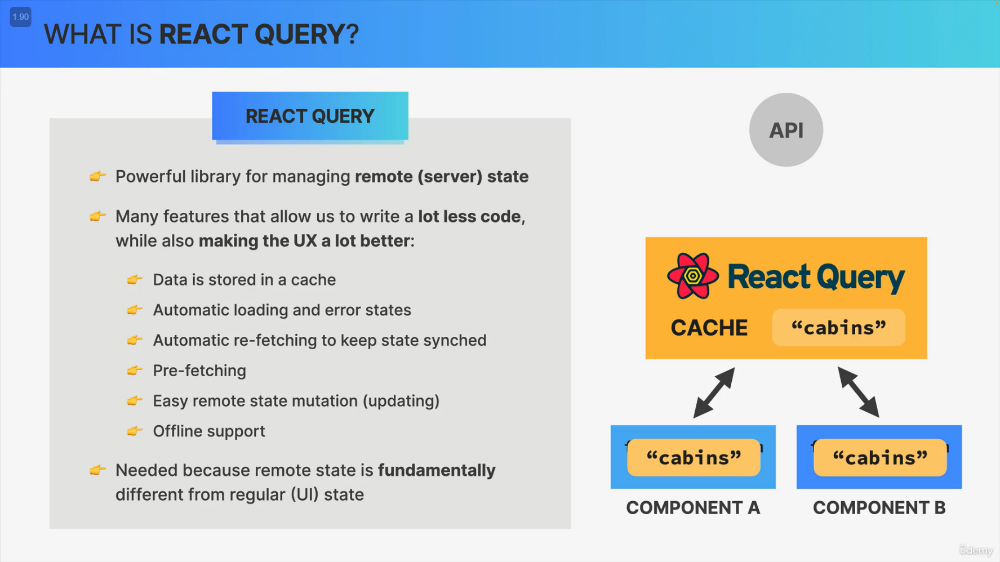 1.90
WHAT IS REACT QUERY?
REACT QUERY
👉 Powerful library for managing remote (server) state
👉 Many features that allow us to write a lot less code,
while also making the UX a lot better:
👉 Data is stored in a cache
👉 Automatic loading and error states
👉 Automatic re-fetching to keep state synched
👉 Pre-fetching
👉 Easy remote state mutation (updating)
👉 Offline support
👉 Needed because remote state is fundamentally
different from regular (UI) state
API
React Query
CACHE “cabins”
“cabins” “cabins”
COMPONENT A COMPONENT B
ûdemy